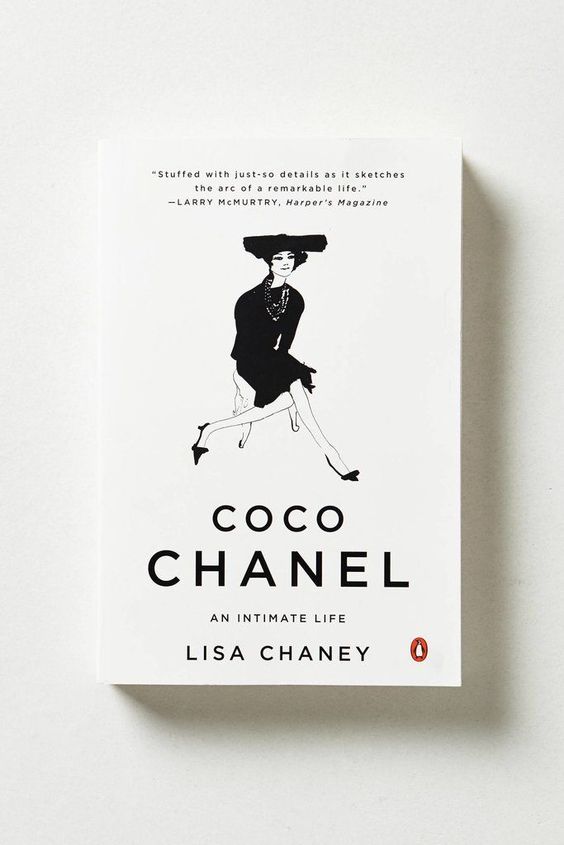 “Stuffed with just-so details as it sketches
the arc of a remarkable life.”
—LARRY McMURTRY, Harper's Magazine
COCO
CHANEL
AN INTIMATE LIFE
LISA CHANEY